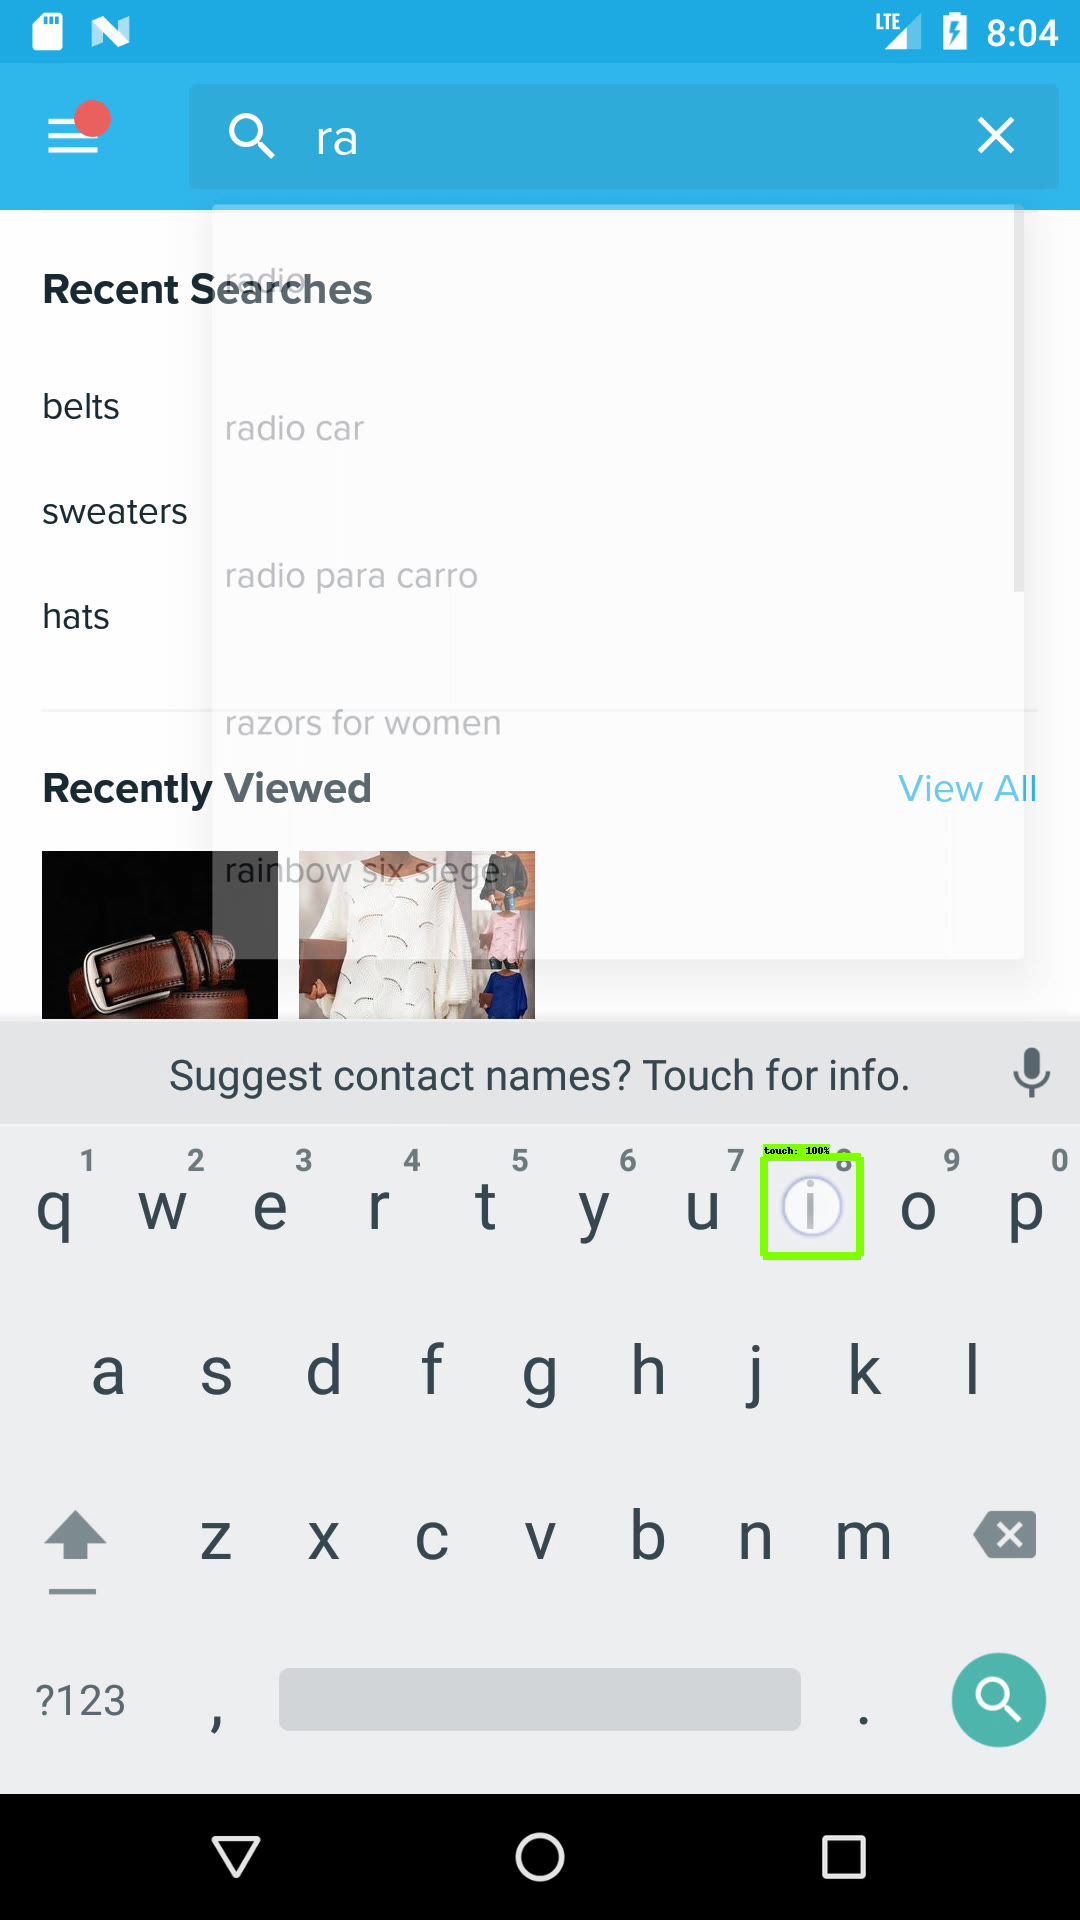 LTE 8:04
ra
Recent Searches
radio
belts
radio car
sweaters
radio para carro
hats
razors for women
Recently Viewed View All
rainbow six siege
Suggest contact names? Touch for info.
touch: 100%
1 2 3 4 5 6 7 8 9 0
q w e r t y u i o p
a s d f g h j k l
z x c v b n m
?123 , .